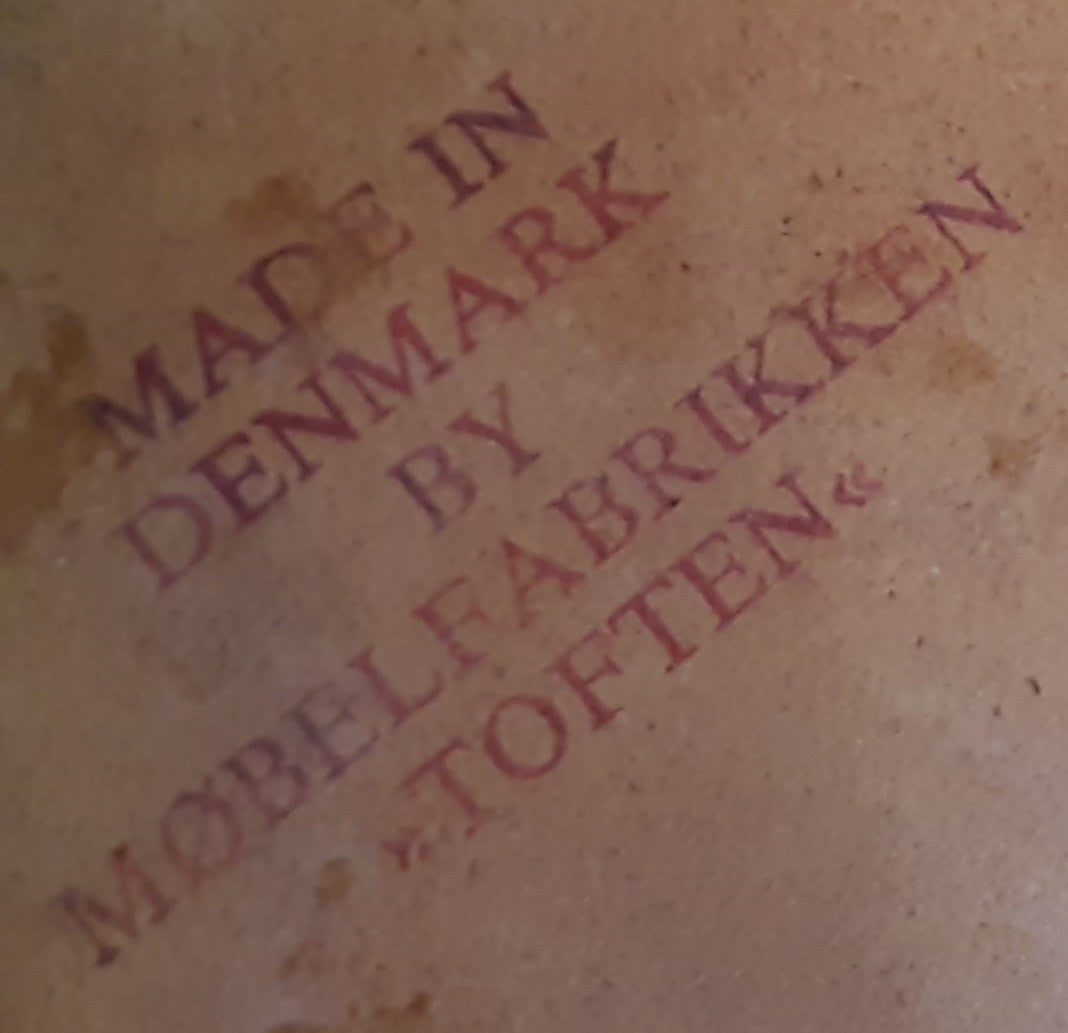 MADE IN
DENMARK
BY
MØBELFABRIKKEN
»TOFTEN«